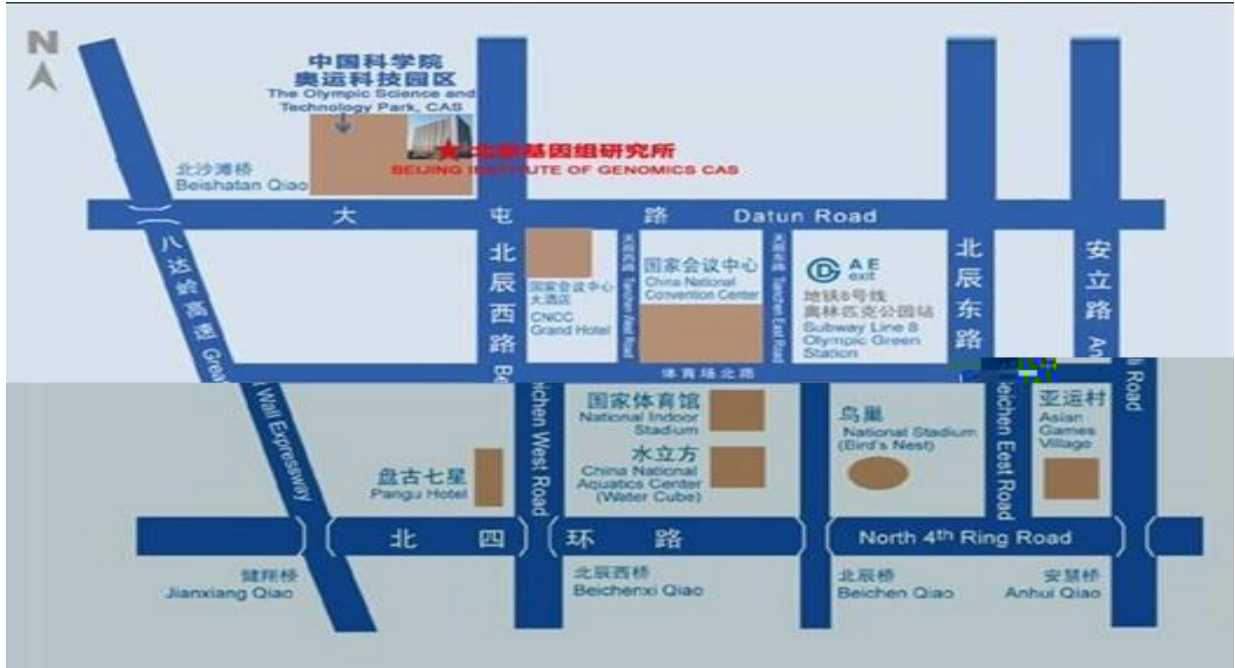 N
中国科学院
奥运科技园区
The Olympic Science and
Technology Park, CAS
基因组研究所
BEIJING INSTITUTE OF GENOMICS CAS
北沙滩桥
Beishatan Qiao
大屯路 Datun Road
八达岭高速 Great Wall Expressway
北辰西路 Beichen West Road
国家会议中心
大酒店
CNCC
Grand Hotel
天辰西路 Tianchen West Road
国家会议中心
China National
Convention Center
天辰东路 Tianchen East Road
A E
exit
地铁8号线
奥林匹克公园站
Subway Line 8
Olympic Green
Station
北辰东路 Beichen Eest Road
安立路 Anli Road
体育场北路
国家体育馆
National Indoor
Stadium
水立方
China National
Aquatics Center
(Water Cube)
鸟巢
National Stadium
(Bird's Nest)
亚运村
Asian
Games
Village
盘古七星
Pangu Hotel
北四环路 North 4th Ring Road
健翔桥
Jianxiang Qiao
北辰西桥
Beichenxi Qiao
北辰桥
Beichen Qiao
安慧桥
Anhui Qiao